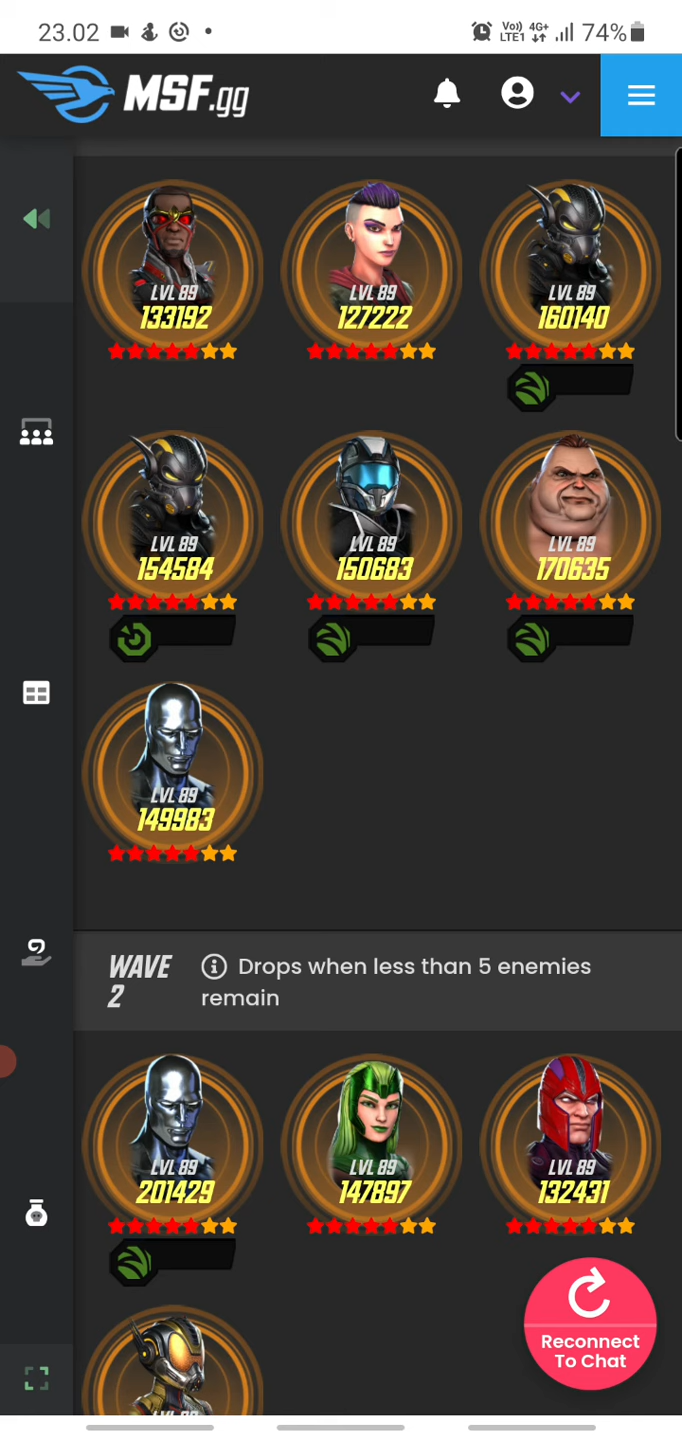 23.02
Vo)) 4G+
LTE1
74%
MSF.gg
LVL 89 LVL 89 LVL 89
133192 127222 160140
LVL 89 LVL 89 LVL 89
154584 150683 170635
LVL 89
149983
WAVE
2
Drops when less than 5 enemies
remain
LVL 89 LVL 89 LVL 89
201429 147897 132431
Reconnect
To Chat